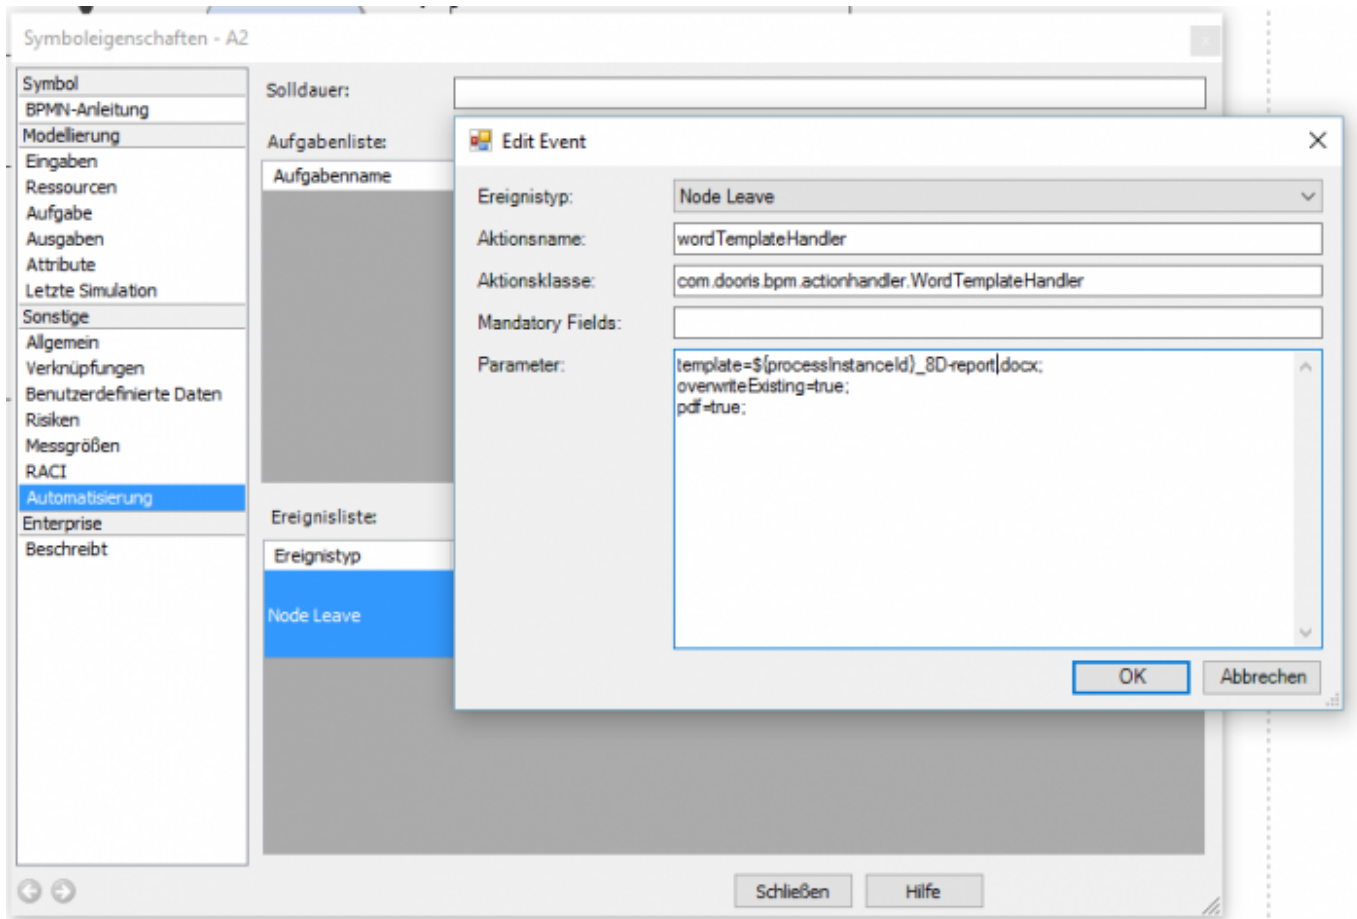 Symboleigenschaften - A2
Symbol
BPMN-Anleitung
Modellierung
Eingaben
Ressourcen
Aufgabe
Ausgaben
Attribute
Letzte Simulation
Sonstige
Allgemein
Verknüpfungen
Benutzerdefinierte Daten
Risiken
Messgrößen
RACI
Automatisierung
Enterprise
Beschreibt
Solldauer:
Aufgabenliste:
Aufgabenname
Ereignisliste:
Ereignistyp
Node Leave
Edit Event
Ereignistyp:
Node Leave
Aktionsname:
wordTemplateHandler
Aktionsklasse:
com.dooris.bpm.actionhandler.WordTemplateHandler
Mandatory Fields:
Parameter:
template=${processInstanceId}_8D-report.docx;
overwriteExisting=true;
pdf=true;
OK
Abbrechen
Schließen
Hilfe